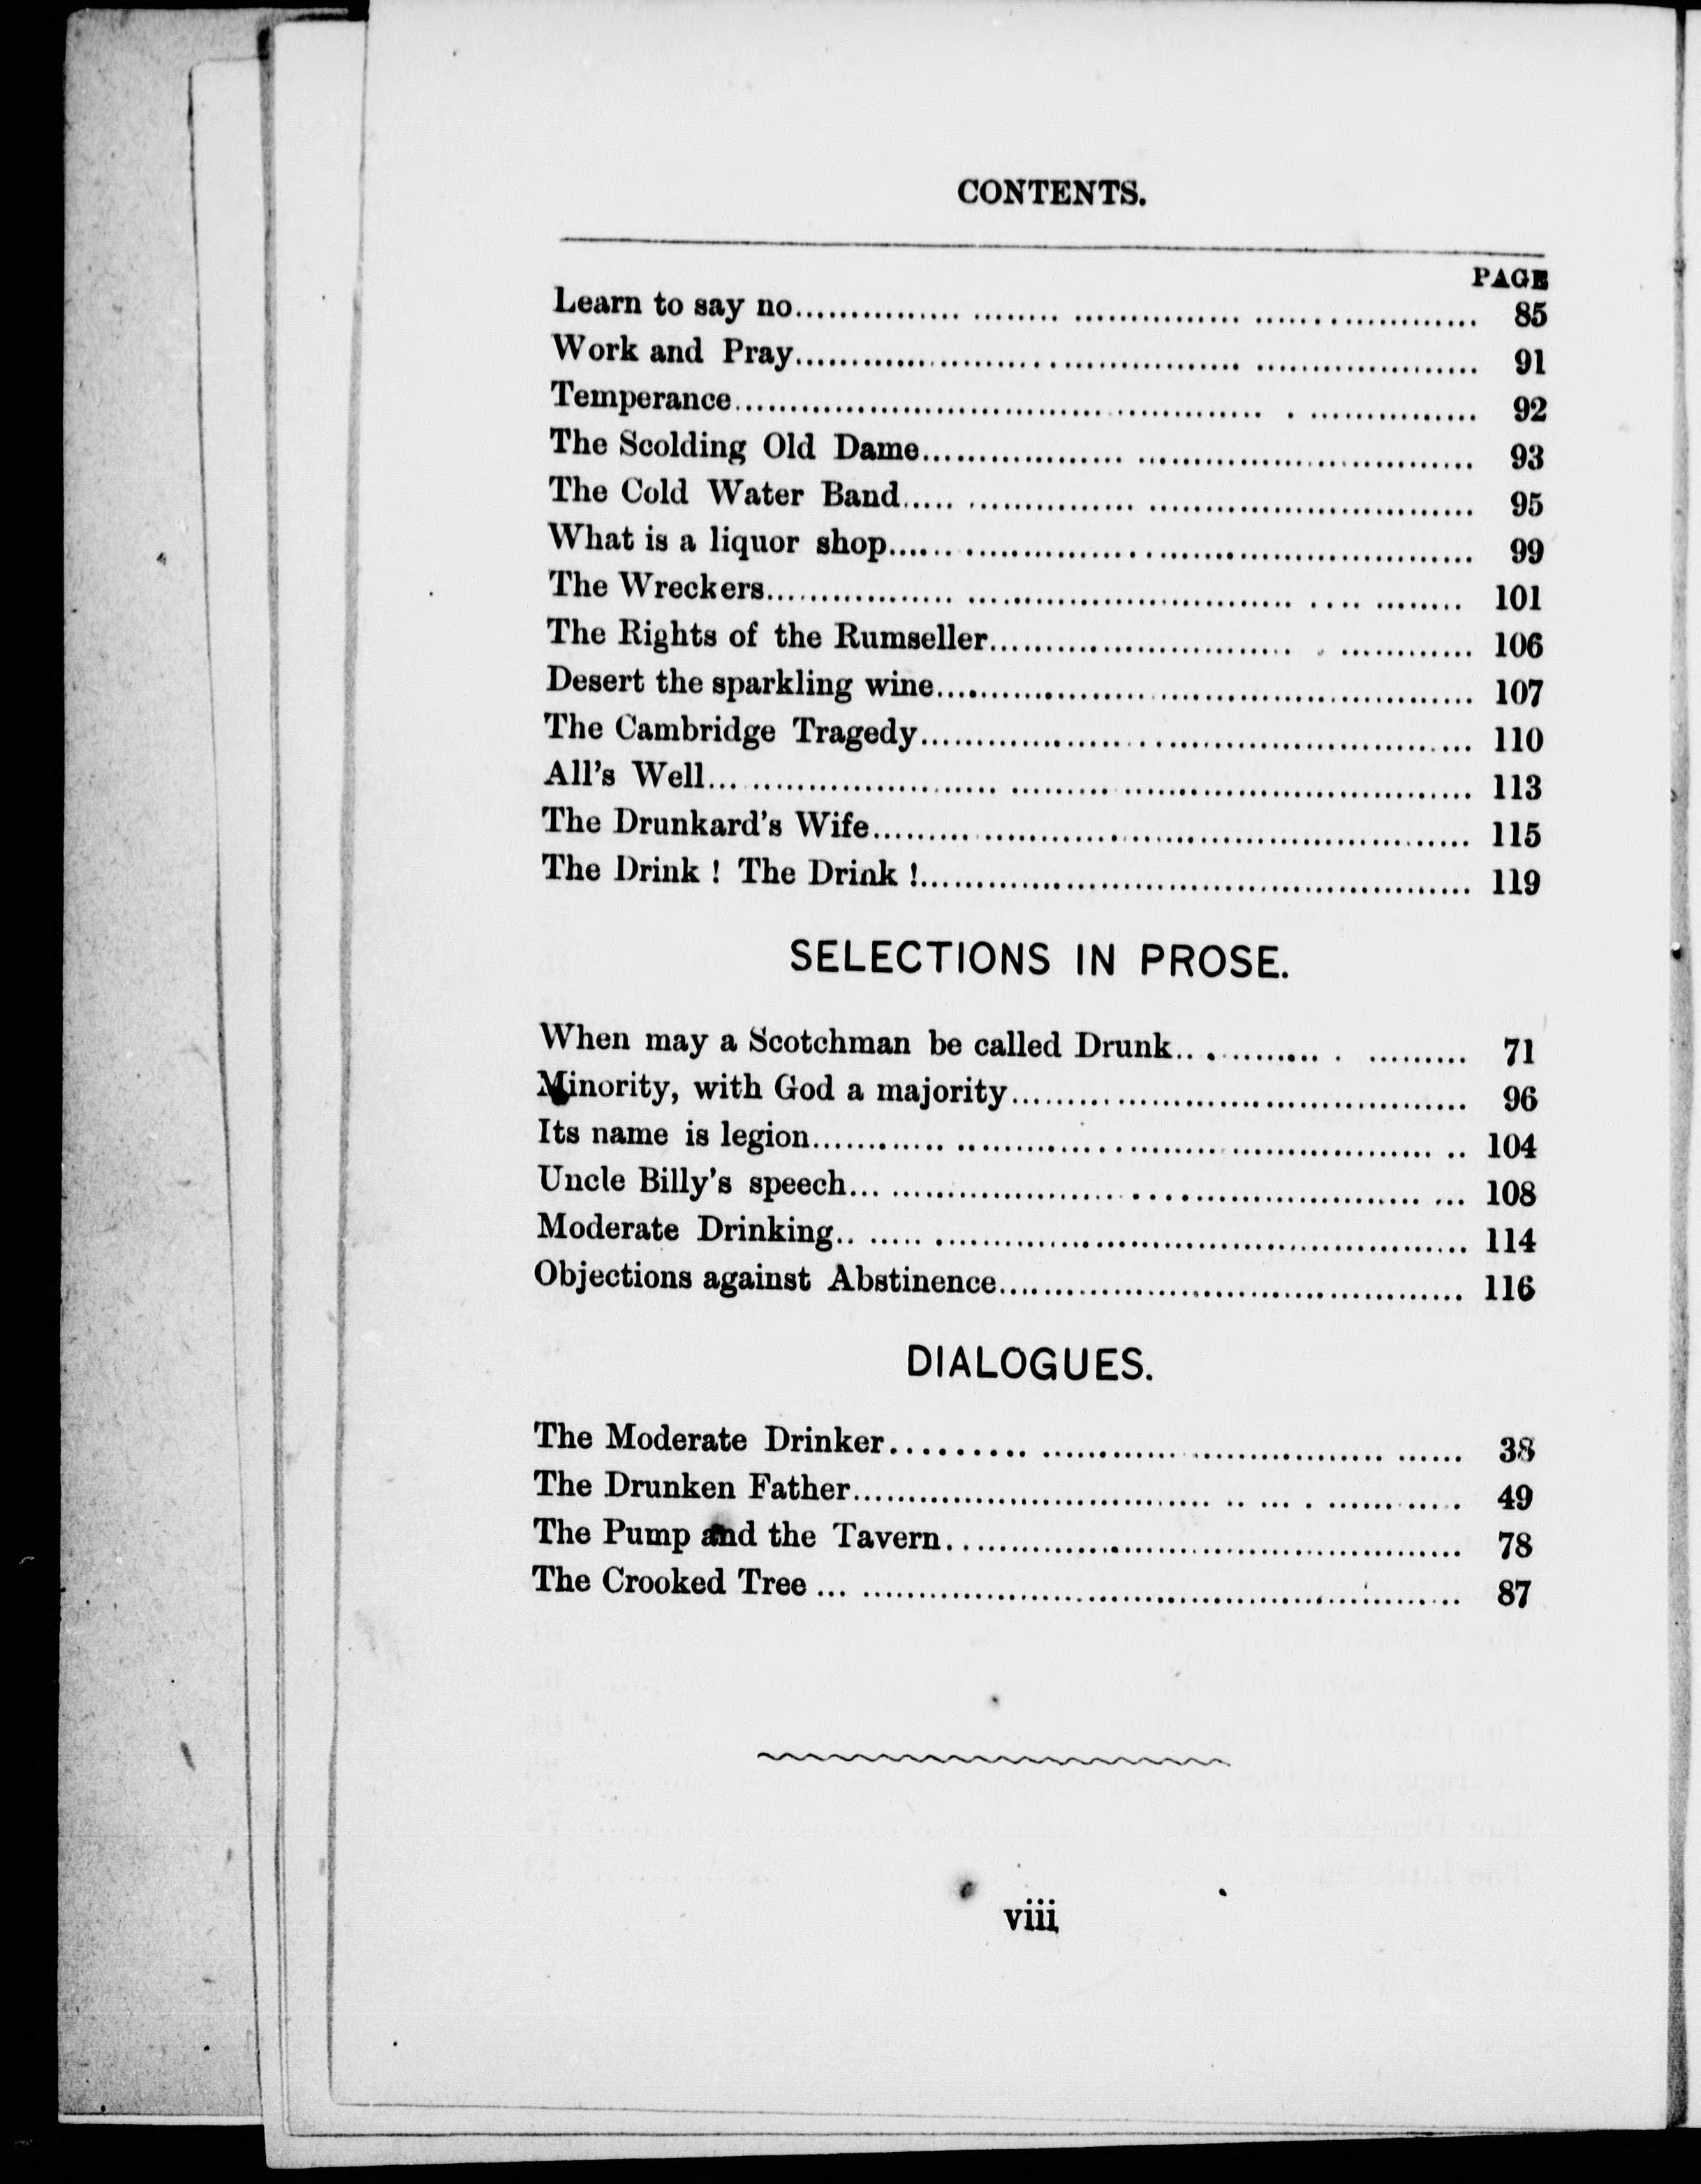 CONTENTS.
PAGE
Learn to say no........................................................ 85
Work and Pray........................................................ 91
Temperance........................................................ 92
The Scolding Old Dame........................................................ 93
The Cold Water Band........................................................ 95
What is a liquor shop........................................................ 99
The Wreckers........................................................ 101
The Rights of the Rumseller........................................................ 106
Desert the sparkling wine........................................................ 107
The Cambridge Tragedy........................................................ 110
All's Well........................................................ 113
The Drunkard's Wife........................................................ 115
The Drink ! The Drink !........................................................ 119
SELECTIONS IN PROSE.
When may a Scotchman be called Drunk.............................. 71
Minority, with God a majority........................................................ 96
Its name is legion........................................................ 104
Uncle Billy's speech........................................................ 108
Moderate Drinking........................................................ 114
Objections against Abstinence........................................................ 116
DIALOGUES.
The Moderate Drinker........................................................ 38
The Drunken Father........................................................ 49
The Pump and the Tavern........................................................ 78
The Crooked Tree ........................................................ 87
viii